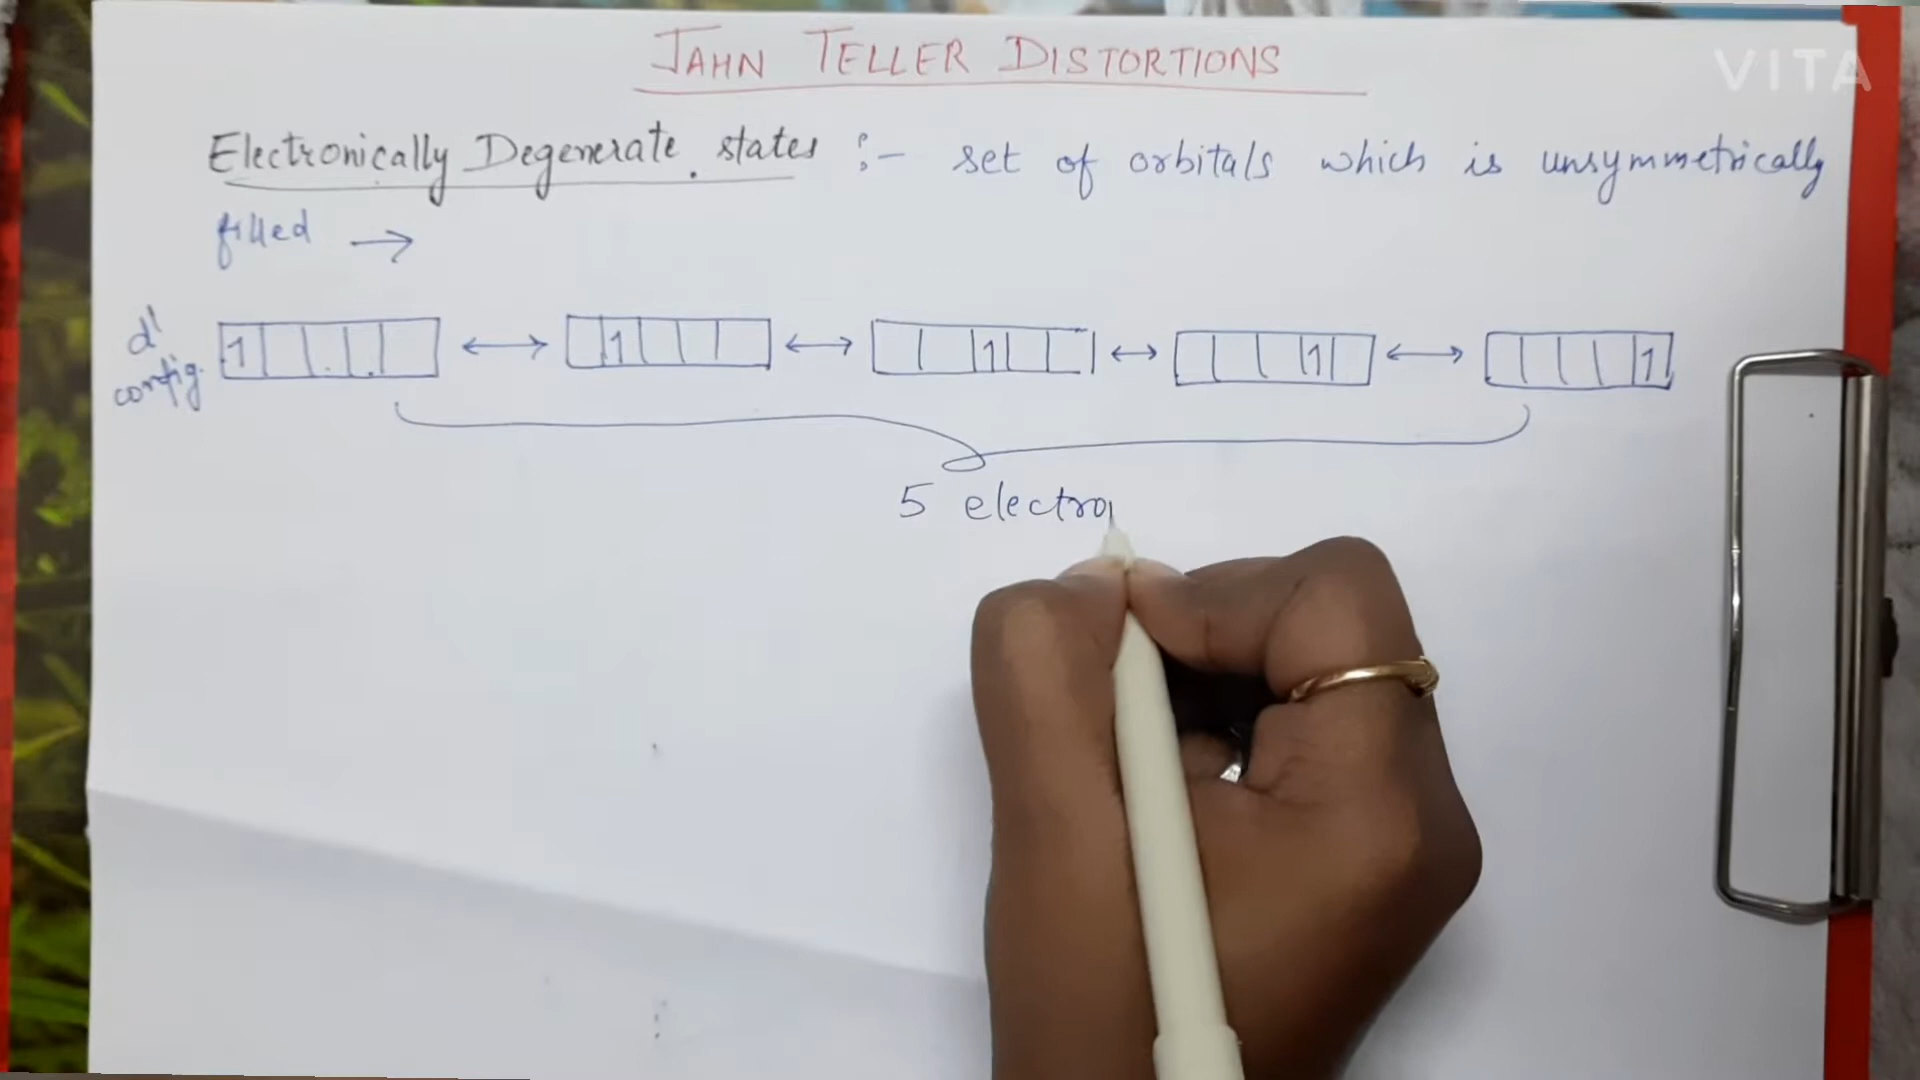 JAHN TELLER DISTORTIONS
VITA
Electronically Degenerate states :- set of orbitals which is unsymmetrically
filled →
d¹ config. 1 ↔ 1 ↔ 1 ↔ 1 ↔ 1
5 electro